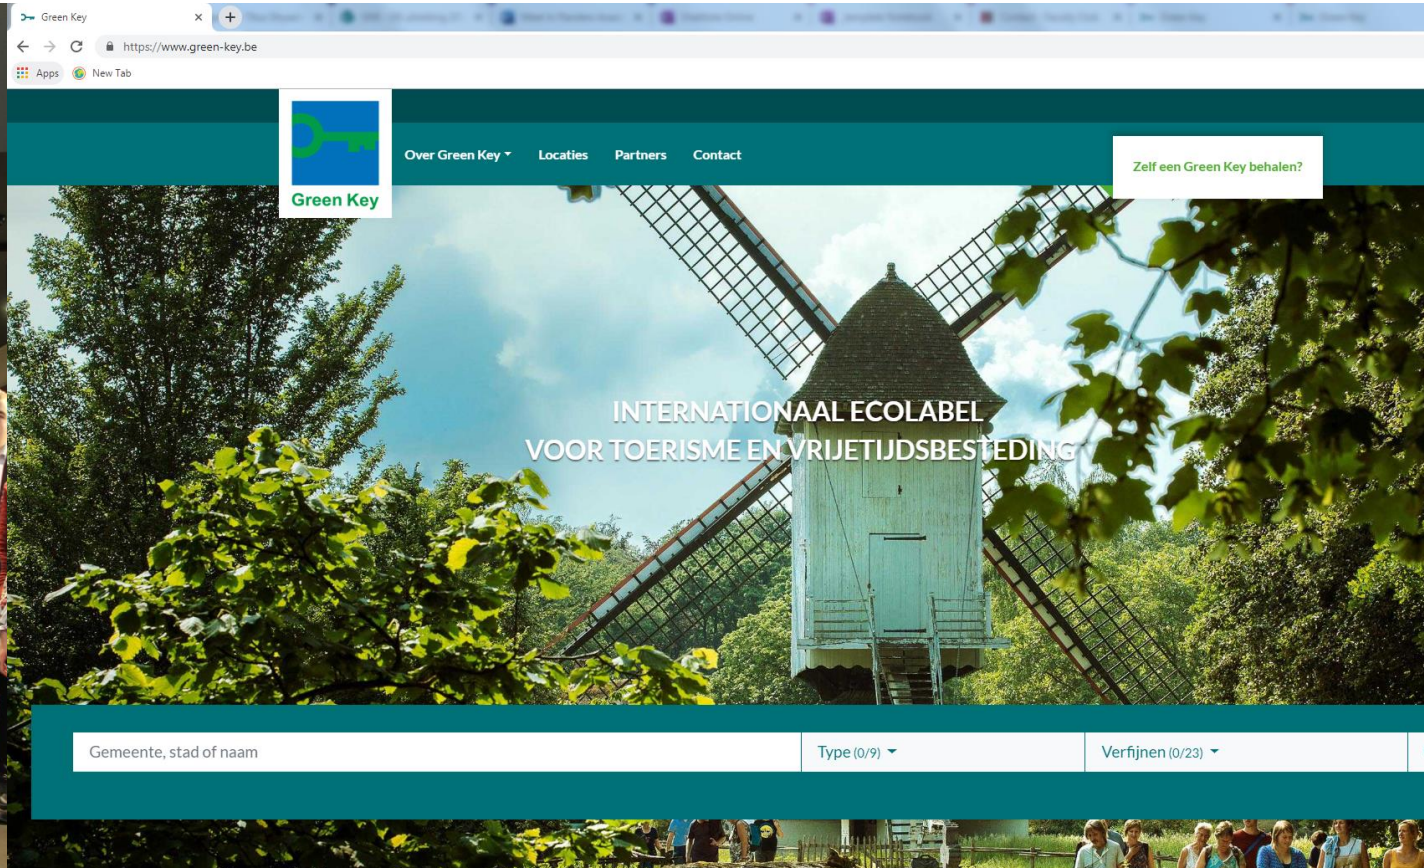 Green Key
https://www.green-key.be
Apps New Tab
Green Key
Over Green Key Locaties Partners Contact
Zelf een Green Key behalen?
INTERNATIONAAL ECOLABEL
VOOR TOERISME EN VRIJETIJDSBESTEDING
Gemeente, stad of naam
Type (0/9)
Verfijnen (0/23)